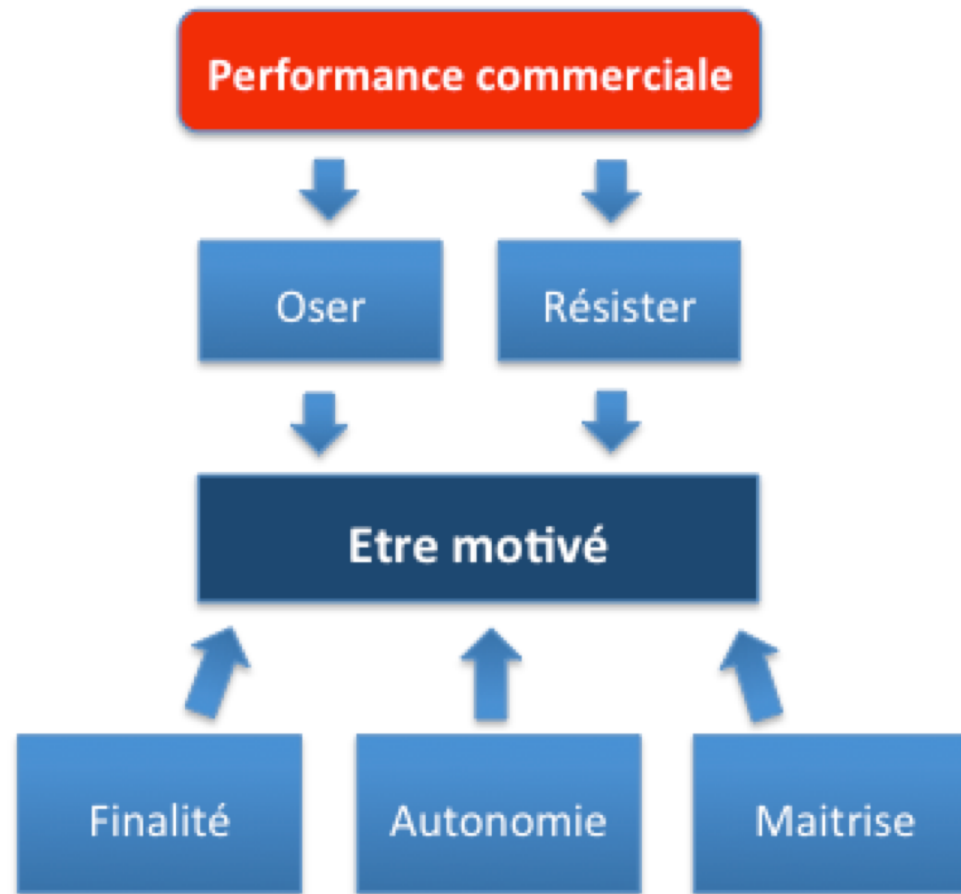 Performance commerciale
Oser
Résister
Etre motivé
Finalité
Autonomie
Maitrise